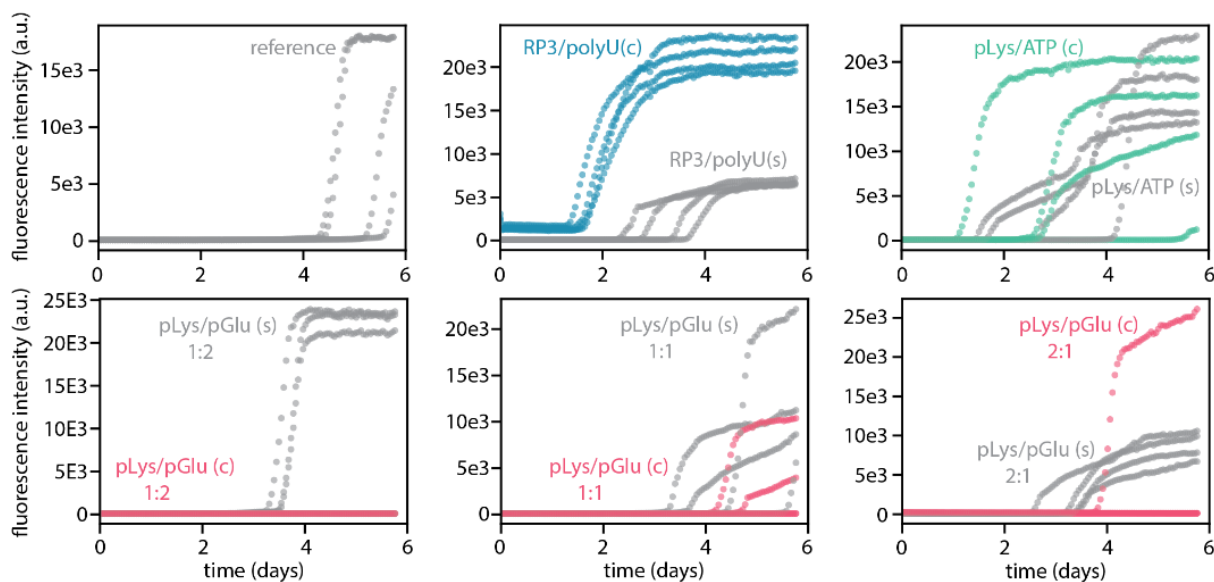 fluorescence intensity (a.u.)
15e3
10e3
5e3
0
reference
0 2 4 6
20e3
15e3
10e3
5e3
0
RP3/polyU(c)
RP3/polyU(s)
0 2 4 6
20e3
15e3
10e3
5e3
0
pLys/ATP (c)
pLys/ATP (s)
0 2 4 6
fluorescence intensity (a.u.)
25E3
20E3
15E3
10E3
5E3
0
pLys/pGlu (s)
1:2
pLys/pGlu (c)
1:2
0 2 4 6
time (days)
20e3
15e3
10e3
5e3
0
pLys/pGlu (s)
1:1
pLys/pGlu (c)
1:1
0 2 4 6
time (days)
25e3
20e3
15e3
10e3
5e3
0
pLys/pGlu (c)
2:1
pLys/pGlu (s)
2:1
0 2 4 6
time (days)